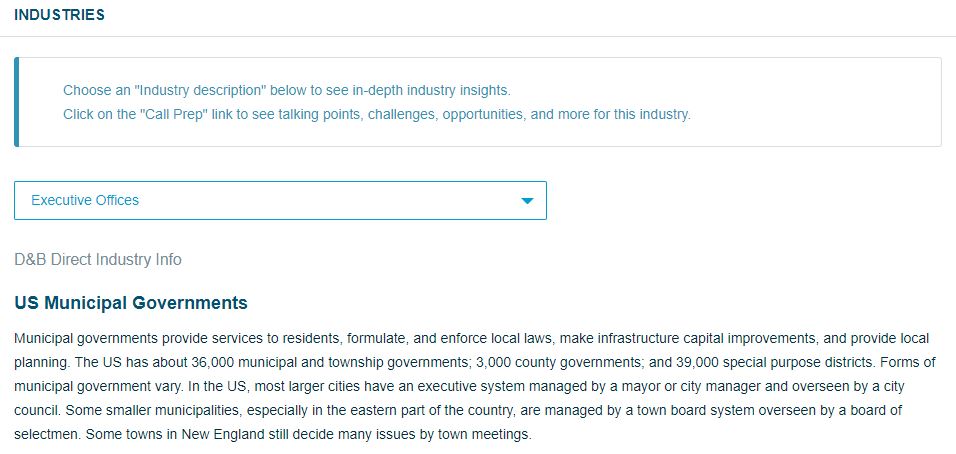 INDUSTRIES
Choose an "Industry description" below to see in-depth industry insights.
Click on the "Call Prep" link to see talking points, challenges, opportunities, and more for this industry.
Executive Offices
D&B Direct Industry Info
US Municipal Governments
Municipal governments provide services to residents, formulate, and enforce local laws, make infrastructure capital improvements, and provide local
planning. The US has about 36,000 municipal and township governments; 3,000 county governments; and 39,000 special purpose districts. Forms of
municipal government vary. In the US, most larger cities have an executive system managed by a mayor or city manager and overseen by a city
council. Some smaller municipalities, especially in the eastern part of the country, are managed by a town board system overseen by a board of
selectmen. Some towns in New England still decide many issues by town meetings.